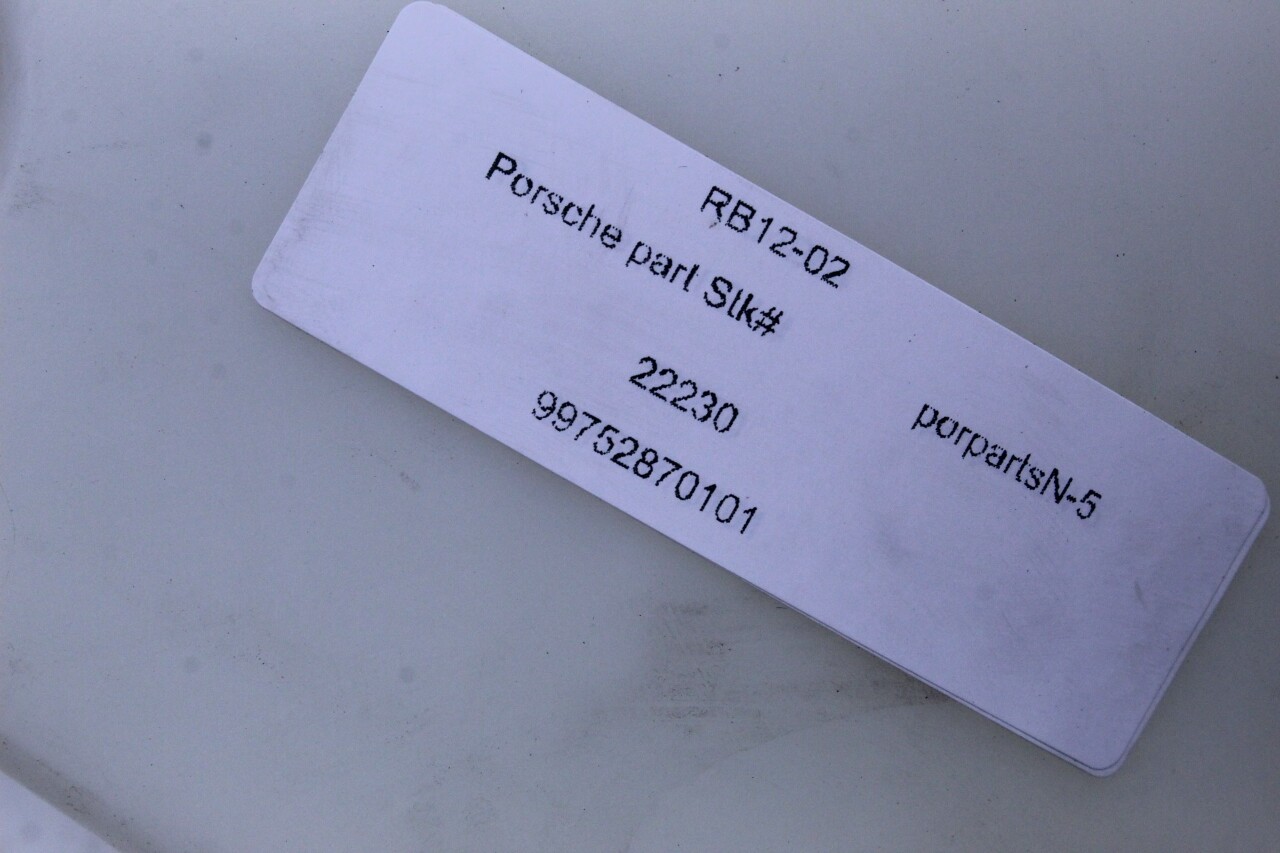 RB12-02
Porsche part Stk#
22230
porpartsN-5
99752870101